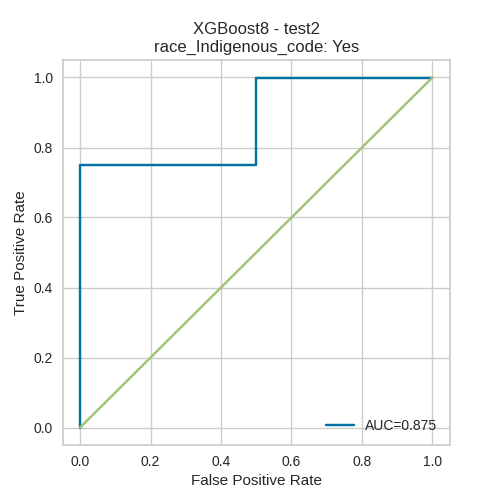 XGBoost8 - test2
race_Indigenous_code: Yes
1.0
0.8
0.6
0.4
0.2
0.0
True Positive Rate
AUC=0.875
0.0 0.2 0.4 0.6 0.8 1.0
False Positive Rate